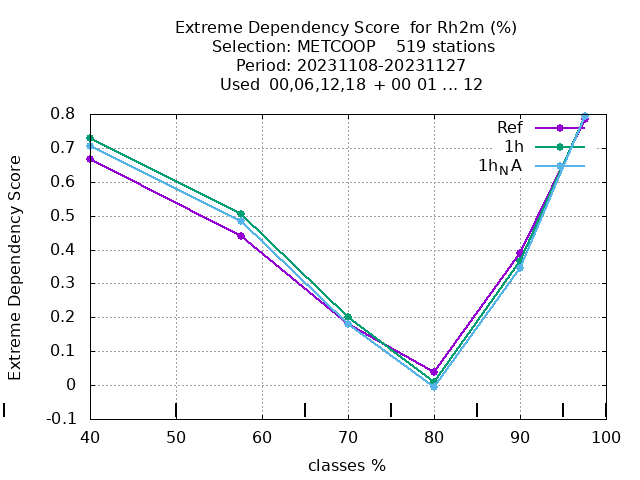 Extreme Dependency Score  for Rh2m (%)
Selection: METCOOP    519 stations
Period: 20231108-20231127
Used  00,06,12,18  + 00 01 ... 12
Ref
1h
1h_N A
Extreme Dependency Score
0.8
0.7
0.6
0.5
0.4
0.3
0.2
0.1
0
-0.1
40 50 60 70 80 90 100
classes %